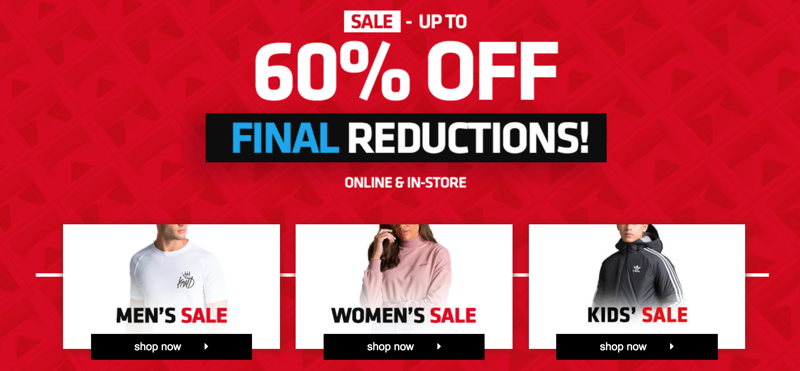 SALE - UP TO
60% OFF
FINAL REDUCTIONS!
ONLINE & IN-STORE
MEN'S SALE
shop now
WOMEN'S SALE
shop now
KIDS' SALE
shop now